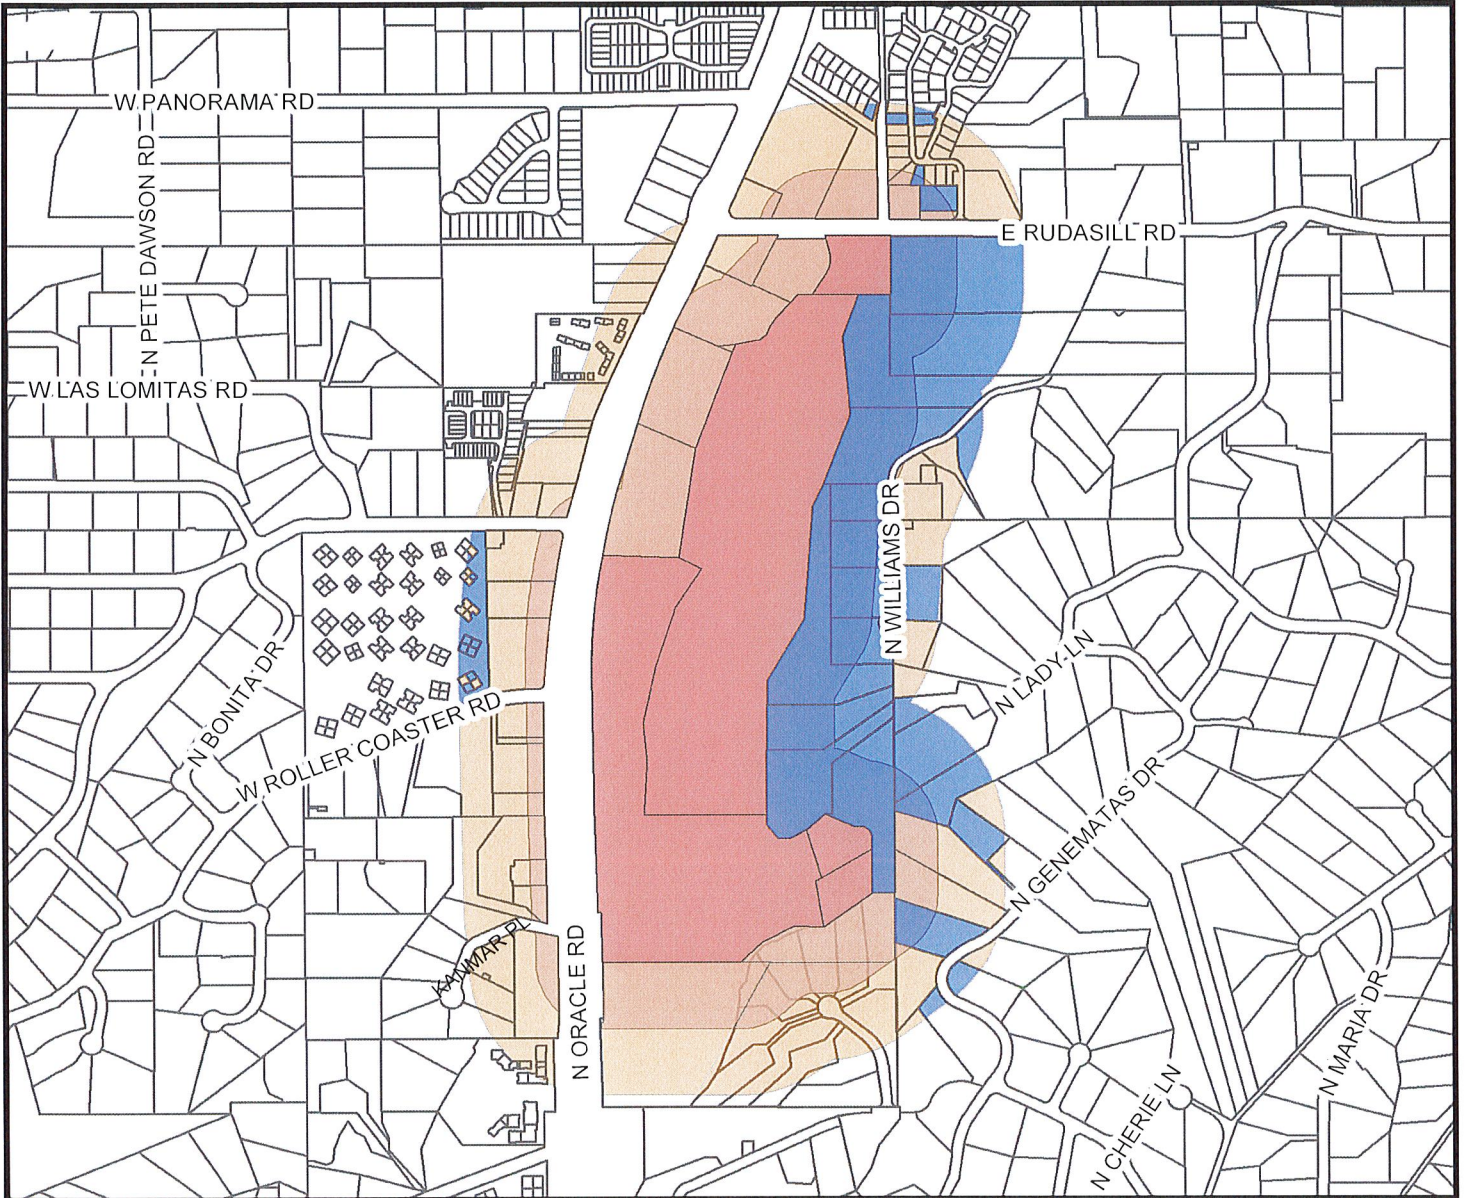 W PANORAMA RD
N PETE DAWSON RD
E RUDASILL RD
W LAS LOMITAS RD
N WILLIAMS DR
N LADY LN
N BONITA DR
W ROLLER COASTER RD
N GENEMATAS DR
KANMAR PL
N ORACLE RD
N MARIA DR
N CHERIE LN